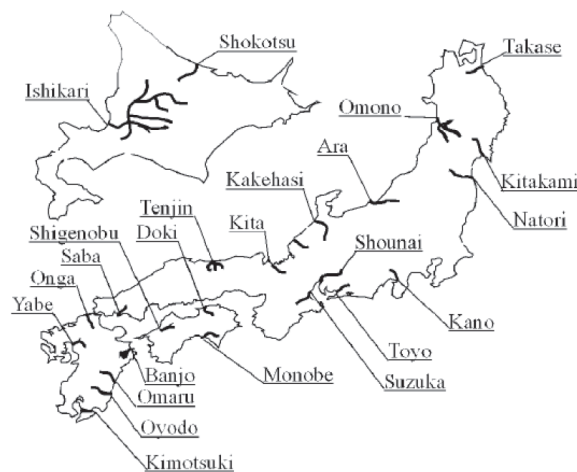 Shokotsu
Takase
Ishikari
Omono
Ara
Kakehasi
Kitakami
Tenjin
Natori
Shigenobu
Doki
Kita
Shounai
Saba
Onga
Yabe
Kano
Toyo
Banjo
Monobe
Suzuka
Omaru
Oyodo
Kimotsuki